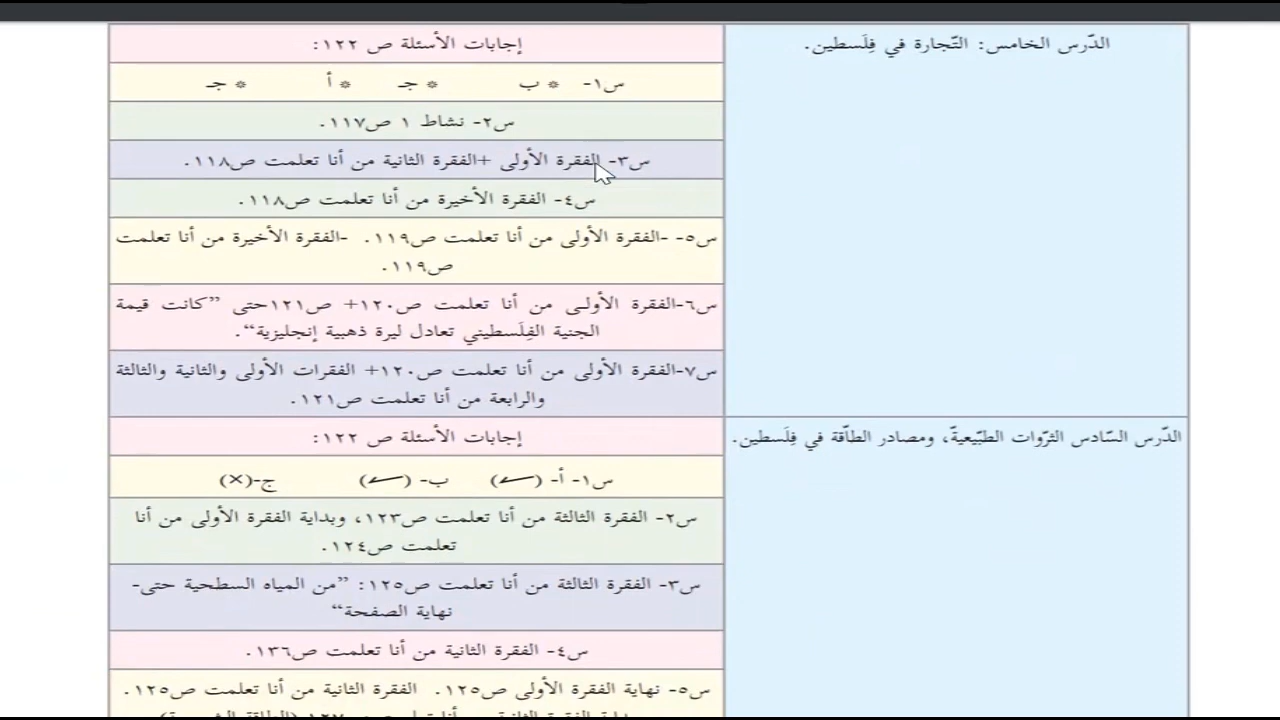 الدّرس الخامس: التّجارة في فِلَسطين.
إجابات الأسئلة ص ١٢٢:
س١- * ب * جـ * أ * جـ
س٢- نشاط ١ ص١١٧.
س٣- الفقرة الأولى +الفقرة الثانية من أنا تعلمت ص١١٨.
س٤- الفقرة الأخيرة من أنا تعلمت ص١١٨.
س٥- -الفقرة الأولى من أنا تعلمت ص١١٩. -الفقرة الأخيرة من أنا تعلمت
ص١١٩.
س٦-الفقرة الأولى من أنا تعلمت ص١٢٠+ ص١٢١حتى ”كانت قيمة
الجنية الفِلَسطيني تعادل ليرة ذهبية إنجليزية“.
س٧-الفقرة الأولى من أنا تعلمت ص١٢٠+ الفقرات الأولى والثانية والثالثة
والرابعة من أنا تعلمت ص١٢١.
الدّرس السّادس الثرّوات الطبّيعيةّ، ومصادر الطاّقة في فِلَسطين.
إجابات الأسئلة ص ١٢٢:
س١- أ- (✓) ب- (✓) ج-(×)
س٢- الفقرة الثالثة من أنا تعلمت ص١٢٣، وبداية الفقرة الأولى من أنا
تعلمت ص١٢٤.
س٣- الفقرة الثالثة من أنا تعلمت ص١٢٥: ”من المياه السطحية حتى-
نهاية الصفحة“
س٤- الفقرة الثانية من أنا تعلمت ص١٣٦.
س٥- نهاية الفقرة الأولى ص١٢٥. الفقرة الثانية من أنا تعلمت ص١٢٥.